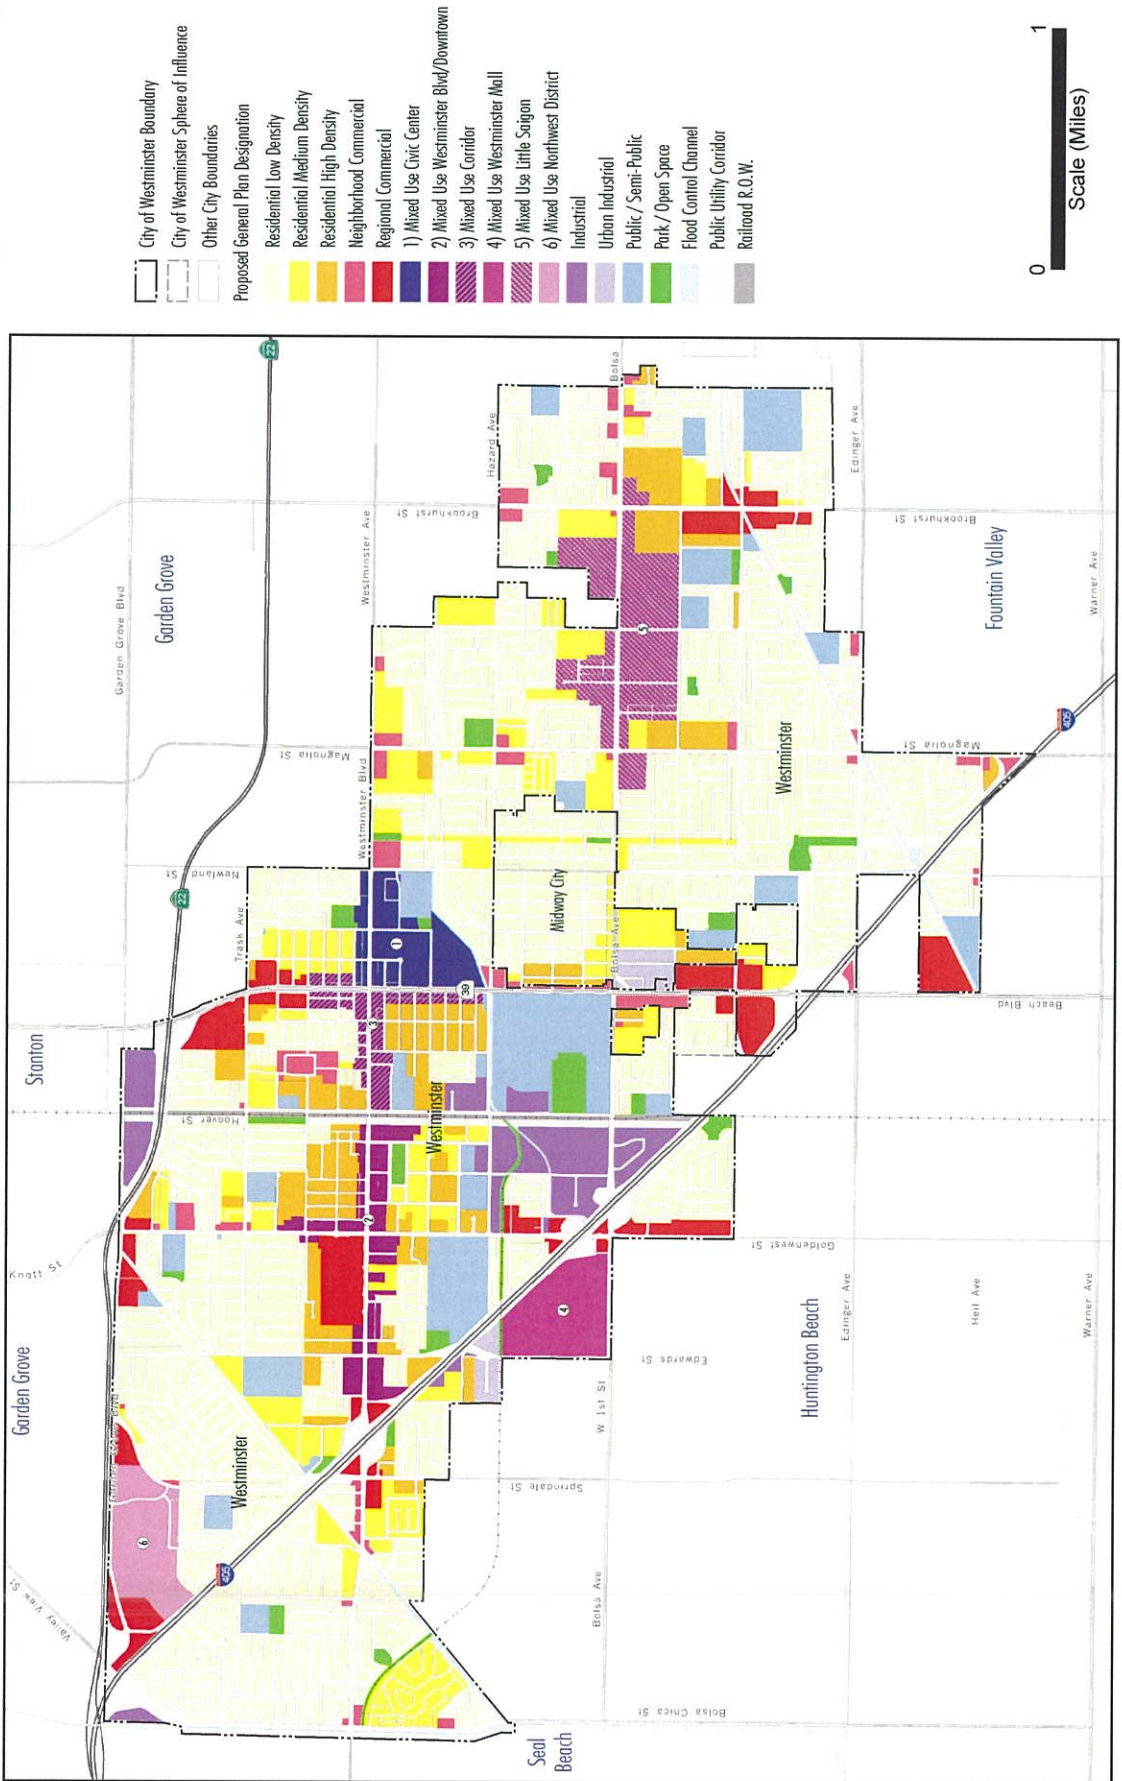 City of Westminster Boundary
City of Westminster Sphere of Influence
Other City Boundaries
Proposed General Plan Designation
Residential Low Density
Residential Medium Density
Residential High Density
Neighborhood Commercial
Regional Commercial
1) Mixed Use Civic Center
2) Mixed Use Westminster Blvd/Downtown
3) Mixed Use Corridor
4) Mixed Use Westminster Mall
5) Mixed Use Little Saigon
6) Mixed Use Northwest District
Industrial
Urban Industrial
Public / Semi-Public
Park / Open Space
Flood Control Channel
Public Utility Corridor
Railroad R.O.W.
0
1
Scale (Miles)
Garden Grove
Stanton
Garden Grove
Valley View St
Knott St
Garden Grove Blvd
22
22
Trask Ave
Hoover St
Newland St
Magnolia St
Westminster Blvd
Westminster Ave
Brookhurst St
Hazard Ave
Bolsa
6
405
Westminster
2
Westminster
3
1
39
Midway City
Bolsa Ave
5
4
Westminster
Springdale St
Edwards St
Goldenwest St
W 1st St
Bolsa Ave
Bolsa Chica St
Seal
Beach
Huntington Beach
Beach Blvd
Magnolia St
405
Brookhurst St
Fountain Valley
Edinger Ave
Edinger Ave
Heil Ave
Warner Ave
Warner Ave